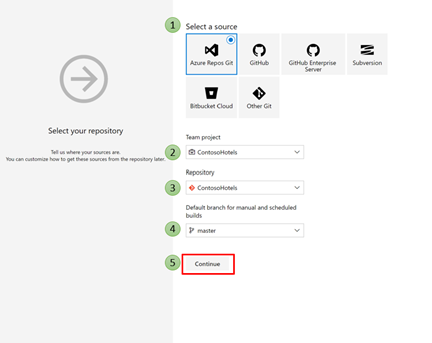 1 Select a source
Azure Repos Git
GitHub
GitHub Enterprise
Server
Subversion
Bitbucket Cloud
Other Git
Select your repository
Tell us where your sources are.
You can customize how to get these sources from the repository later.
Team project
2 ContosoHotels
Repository
3 ContosoHotels
Default branch for manual and scheduled
builds
4 master
5 Continue